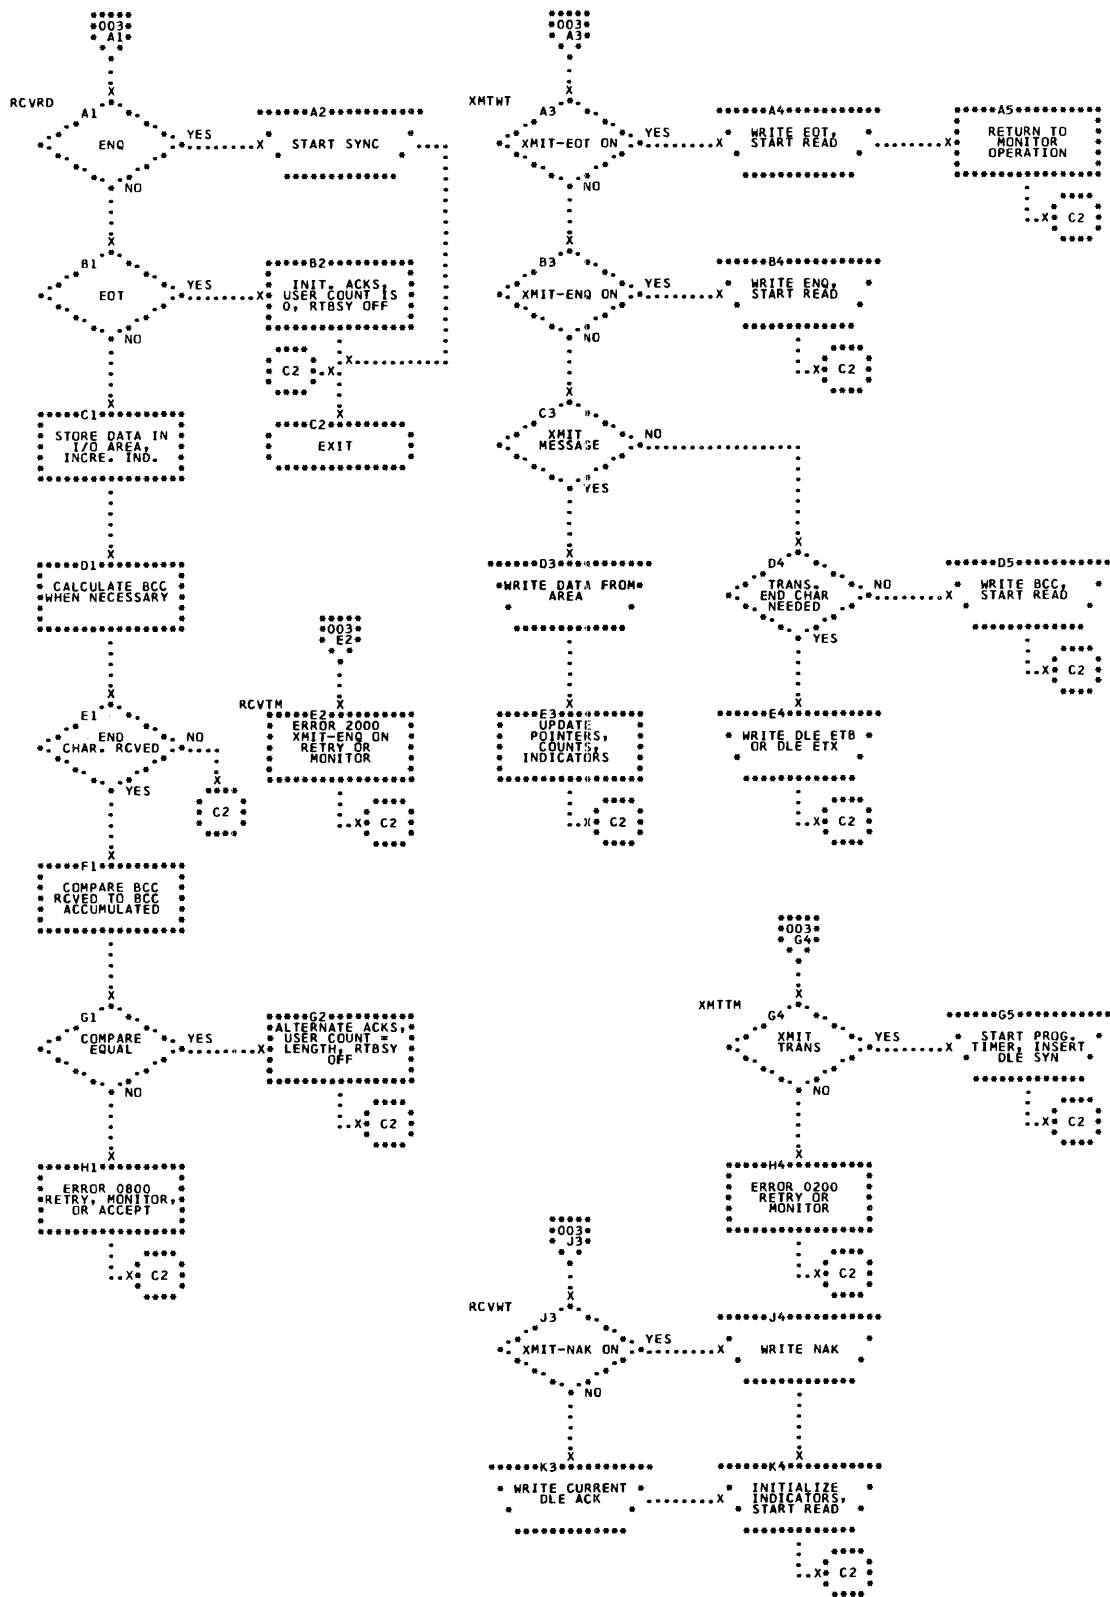 003
A1
RCVRD
A1
ENQ
YES
NO
A2
START SYNC
B1
EOT
YES
NO
B2
INIT. ACKS,
USER COUNT IS
0, RTBSY OFF
C2
C1
STORE DATA IN
I/O AREA,
INCRE. IND.
C2
EXIT
D1
CALCULATE BCC
WHEN NECESSARY
003
E2
RCVTM
E1
END
CHAR. RCVED
NO
YES
C2
E2
ERROR 2000
XMIT-ENQ ON
RETRY OR
MONITOR
C2
F1
COMPARE BCC
RCVED TO BCC
ACCUMULATED
G1
COMPARE
EQUAL
YES
NO
G2
ALTERNATE ACKS,
USER COUNT =
LENGTH, RTBSY
OFF
C2
H1
ERROR 0800
RETRY, MONITOR,
OR ACCEPT
C2
003
A3
XMTWT
A3
XMIT-EOT ON
YES
NO
A4
WRITE EOT,
START READ
A5
RETURN TO
MONITOR
OPERATION
C2
B3
XMIT-ENQ ON
YES
NO
B4
WRITE ENQ,
START READ
C2
C3
XMIT
MESSAGE
NO
YES
D3
WRITE DATA FROM
AREA
D4
TRANS.
END CHAR
NEEDED
NO
YES
D5
WRITE BCC,
START READ
C2
E3
UPDATE
POINTERS,
COUNTS,
INDICATORS
C2
E4
WRITE DLE ETB
OR DLE ETX
C2
003
G4
XMTTM
G4
XMIT
TRANS
YES
NO
G5
START PROG.
TIMER, INSERT
DLE SYN
C2
H4
ERROR 0200
RETRY OR
MONITOR
C2
003
J3
RCVWT
J3
XMIT-NAK ON
YES
NO
J4
WRITE NAK
K3
WRITE CURRENT
DLE ACK
K4
INITIALIZE
INDICATORS,
START READ
C2